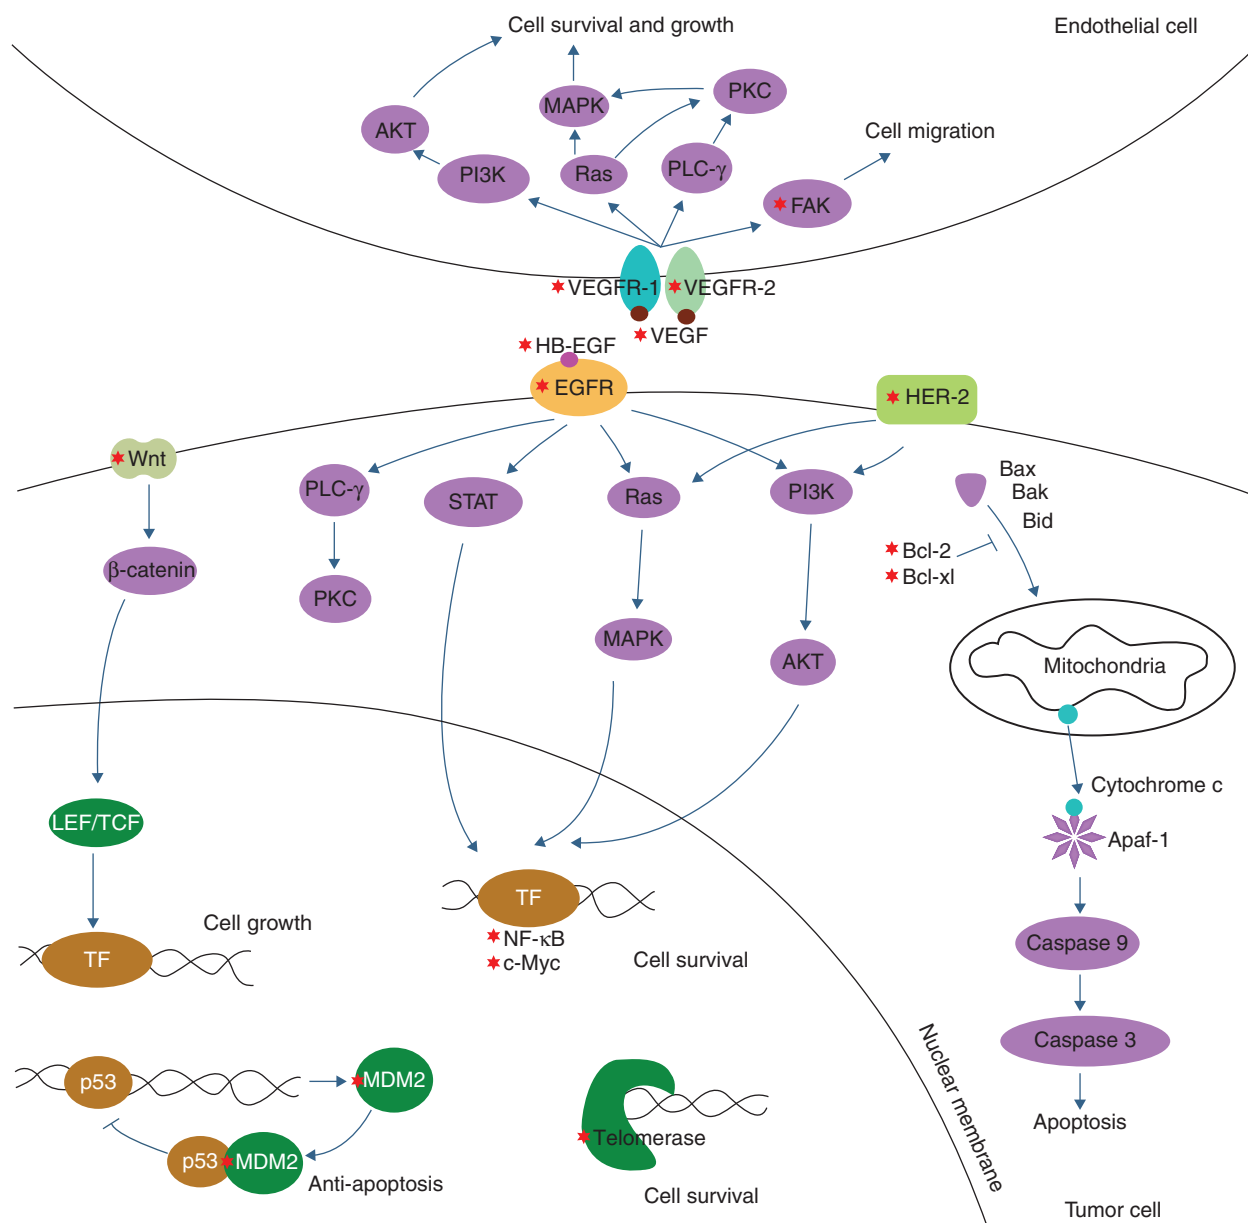 Cell survival and growth
Endothelial cell
MAPK
PKC
AKT
Cell migration
PI3K
Ras
PLC-γ
FAK
VEGFR-1
VEGFR-2
VEGF
HB-EGF
EGFR
HER-2
Wnt
PLC-γ
STAT
Ras
PI3K
Bax
Bak
Bid
Bcl-2
Bcl-xl
β-catenin
PKC
MAPK
AKT
Mitochondria
Cytochrome c
LEF/TCF
Apaf-1
TF
Cell growth
TF
NF-κB
c-Myc
Cell survival
Caspase 9
Caspase 3
Apoptosis
Nuclear membrane
p53
MDM2
p53
MDM2
Anti-apoptosis
Telomerase
Cell survival
Tumor cell